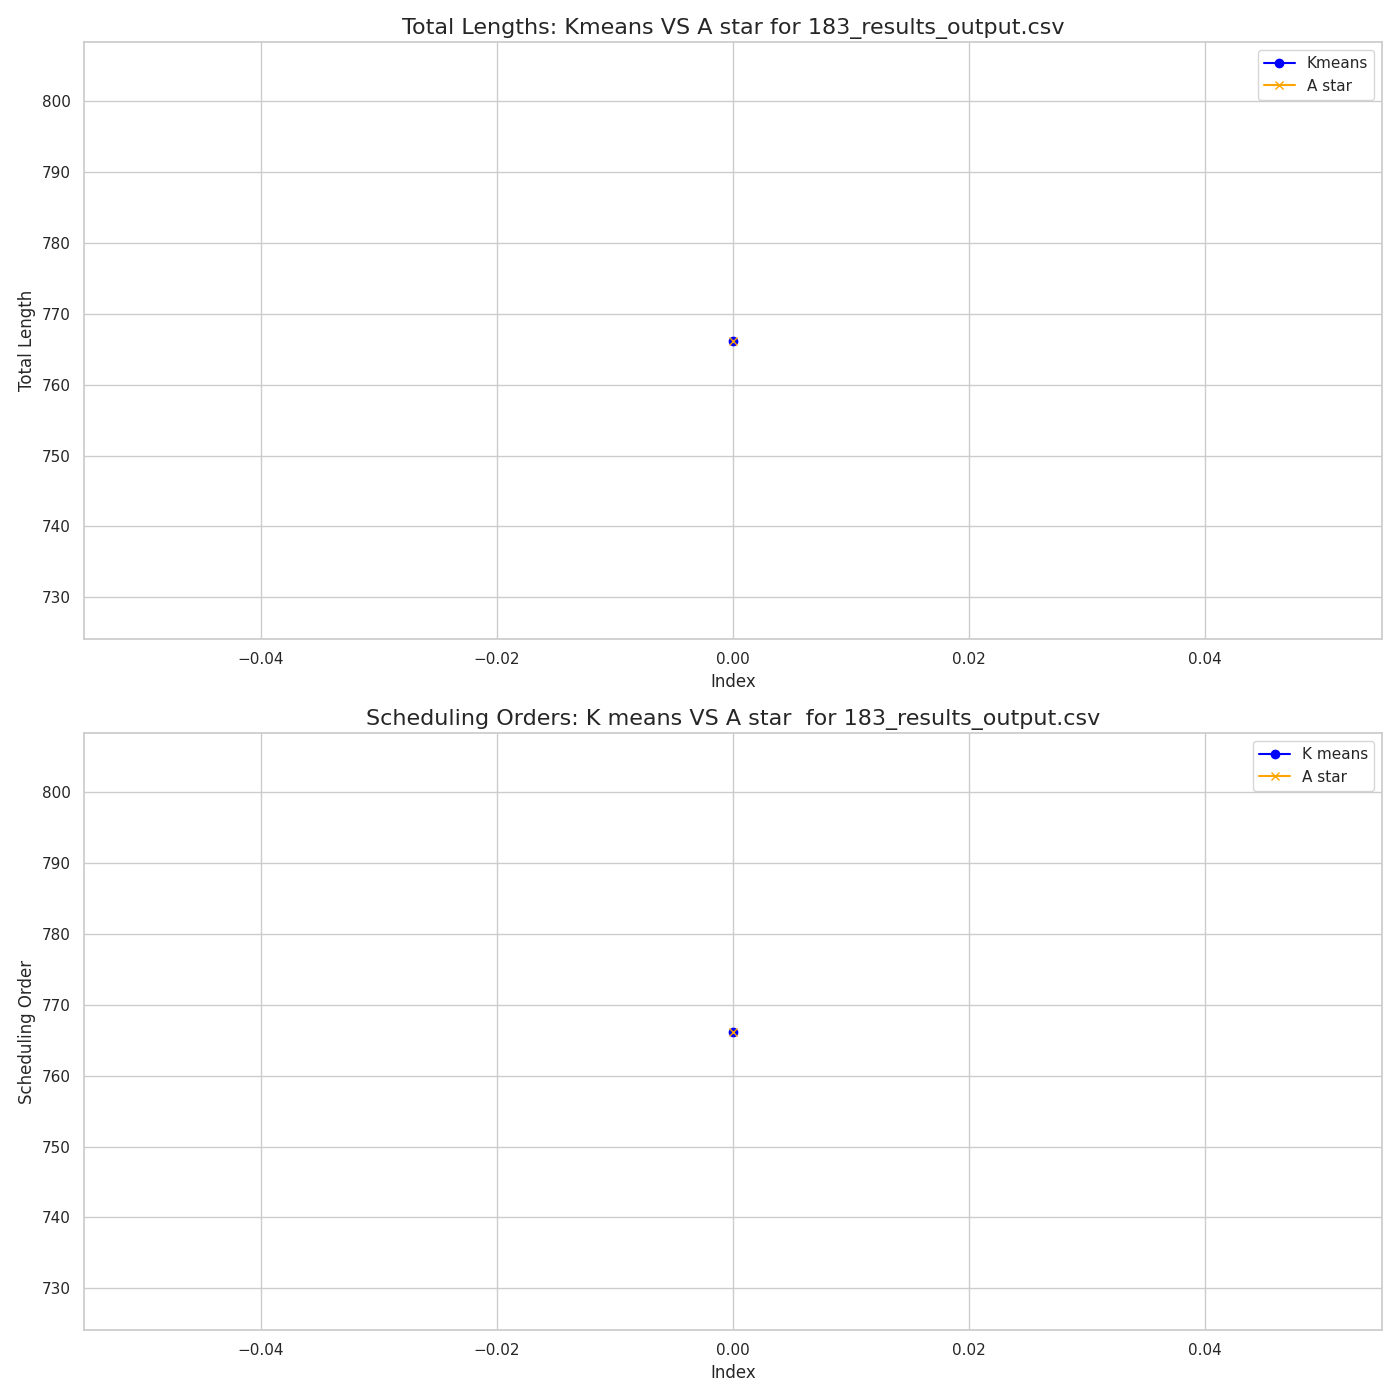 Total Lengths: Kmeans VS A star for 183_results_output.csv
Kmeans
A star
800
790
780
770
760
750
740
730
Total Length
−0.04 −0.02 0.00 0.02 0.04
Index
Scheduling Orders: K means VS A star  for 183_results_output.csv
K means
A star
800
790
780
770
760
750
740
730
Scheduling Order
−0.04 −0.02 0.00 0.02 0.04
Index